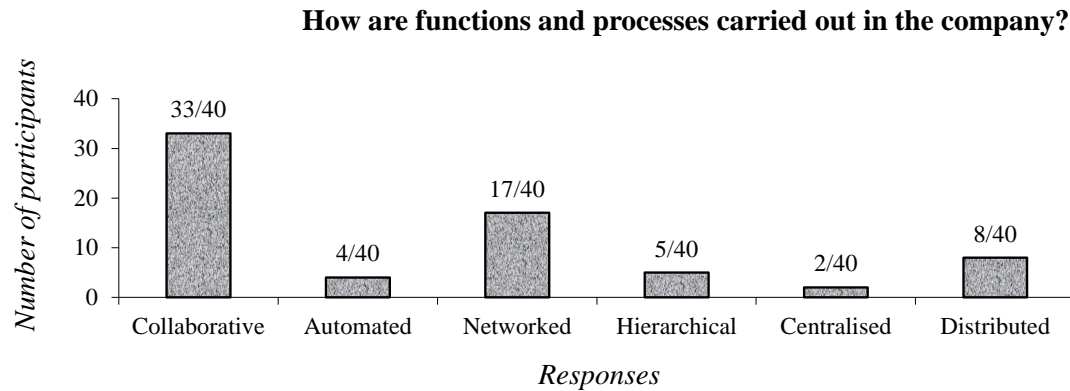 How are functions and processes carried out in the company?
Number of participants
40
30
20
10
0
33/40
4/40
17/40
5/40
2/40
8/40
Collaborative
Automated
Networked
Hierarchical
Centralised
Distributed
Responses